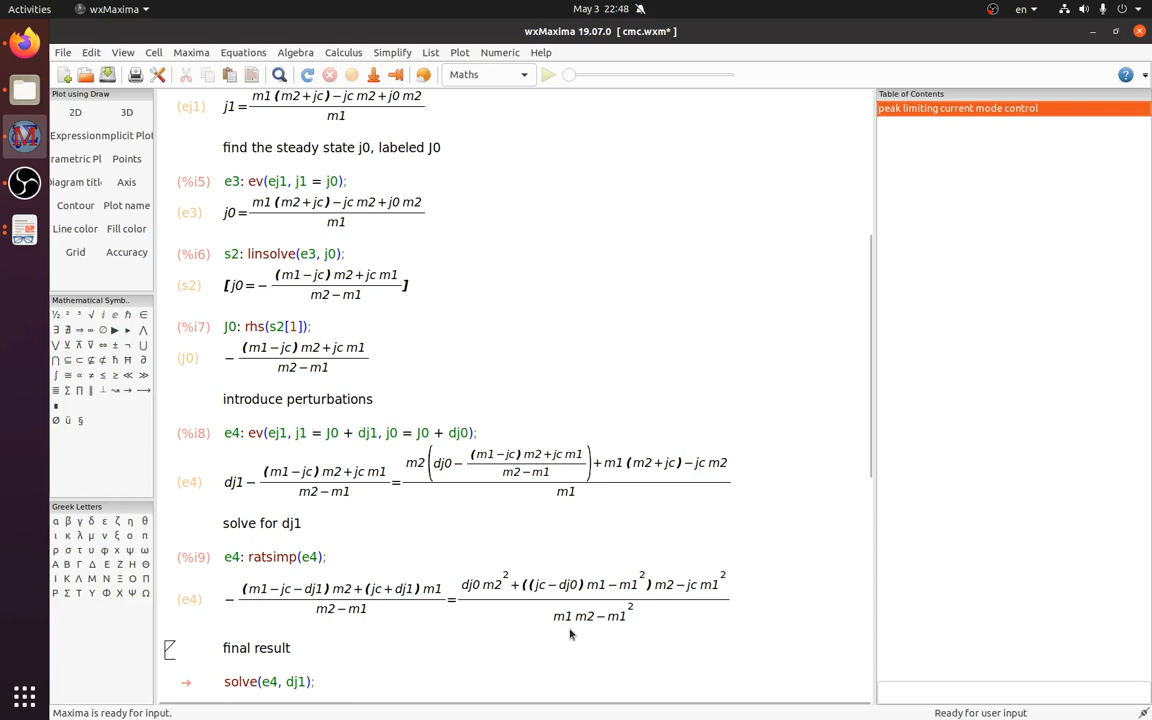 Activities wxMaxima May 3 22:48 en
wxMaxima 19.07.0 [ cmc.wxm* ]
File Edit View Cell Maxima Equations Algebra Calculus Simplify List Plot Numeric Help
Maths
Plot using Draw
2D 3D
Expression mplicit Plot
rametric Pl Points
Diagram title Axis
Contour Plot name
Line color Fill color
Grid Accuracy
Mathematical Symb..
½ ² ³ √ ⅈ ⅇ ℏ ∈
∃ ∄ ⇒ ∞ ∅ ▶ ▸ ⋀
⋁ ⊻ ⊼ ⊽ ⇔ ± ¬ ⋃
⋂ ⊆ ⊂ ⊈ ⊄ ħ Ħ ∂
∫ ≅ ∝ ≠ ≤ ≥ ≪ ≫
≣ ∑ ∏ ∥ ⟂ ⇝ → ⟶
∎
Ø ü §
Greek Letters
α β γ δ ε ζ η θ
ι κ λ μ ν ξ ο π
ρ σ τ υ φ χ ψ ω
Α Β Γ Δ Ε Ζ Η Θ
Ι Κ Λ Μ Ν Ξ Ο Π
Ρ Σ Τ Υ Φ Χ Ψ Ω
(ej1) j1=(m1 (m2+jc)−jc m2+j0 m2)/m1
find the steady state j0, labeled J0
(%i5) e3: ev(ej1, j1 = j0);
(e3) j0=(m1 (m2+jc)−jc m2+j0 m2)/m1
(%i6) s2: linsolve(e3, j0);
(s2) [j0=−((m1−jc) m2+jc m1)/(m2−m1)]
(%i7) J0: rhs(s2[1]);
(J0) −((m1−jc) m2+jc m1)/(m2−m1)
introduce perturbations
(%i8) e4: ev(ej1, j1 = J0 + dj1, j0 = J0 + dj0);
(e4) dj1−((m1−jc) m2+jc m1)/(m2−m1)=(m2 (dj0−((m1−jc) m2+jc m1)/(m2−m1))+m1 (m2+jc)−jc m2)/m1
solve for dj1
(%i9) e4: ratsimp(e4);
(e4) −((m1−jc−dj1) m2+(jc+dj1) m1)/(m2−m1)=(dj0 m2²+((jc−dj0) m1−m1²) m2−jc m1²)/(m1 m2−m1²)
final result
→ solve(e4, dj1);
Table of Contents
peak limiting current mode control
Maxima is ready for input. Ready for user input